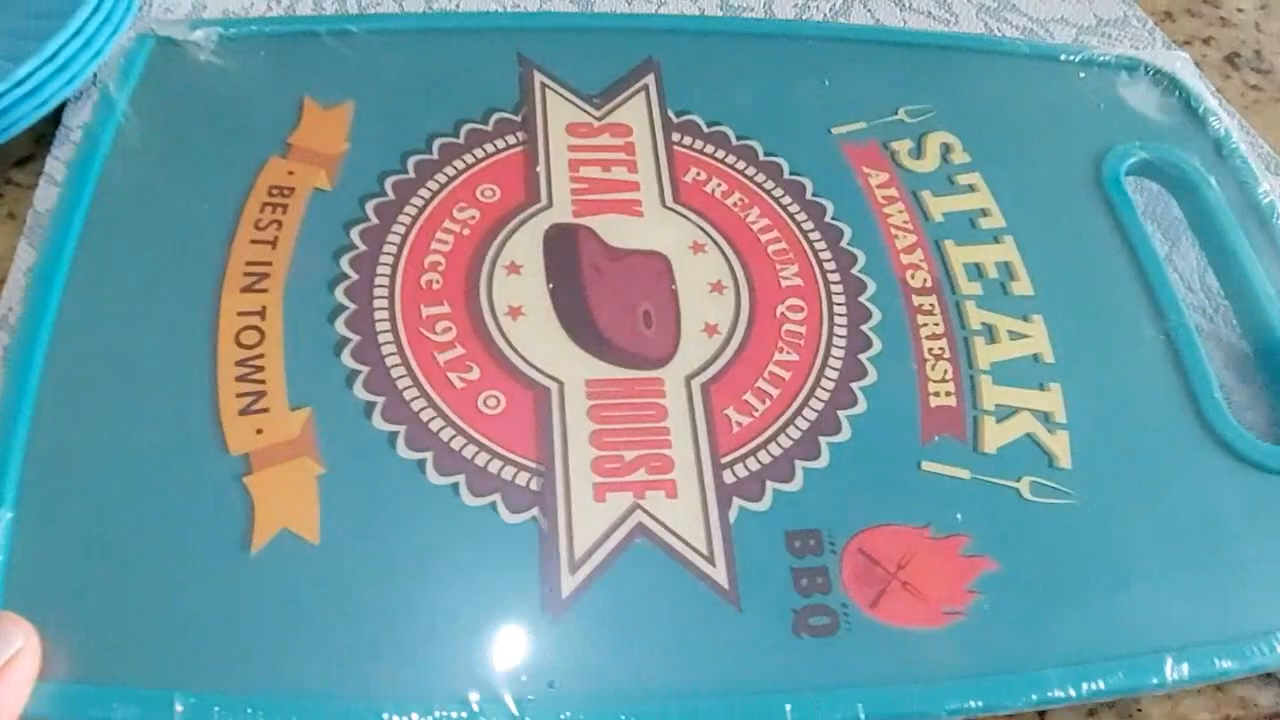 STEAK
ALWAYS FRESH
BBQ
PREMIUM QUALITY
STEAK
HOUSE
Since 1912
• BEST IN TOWN •